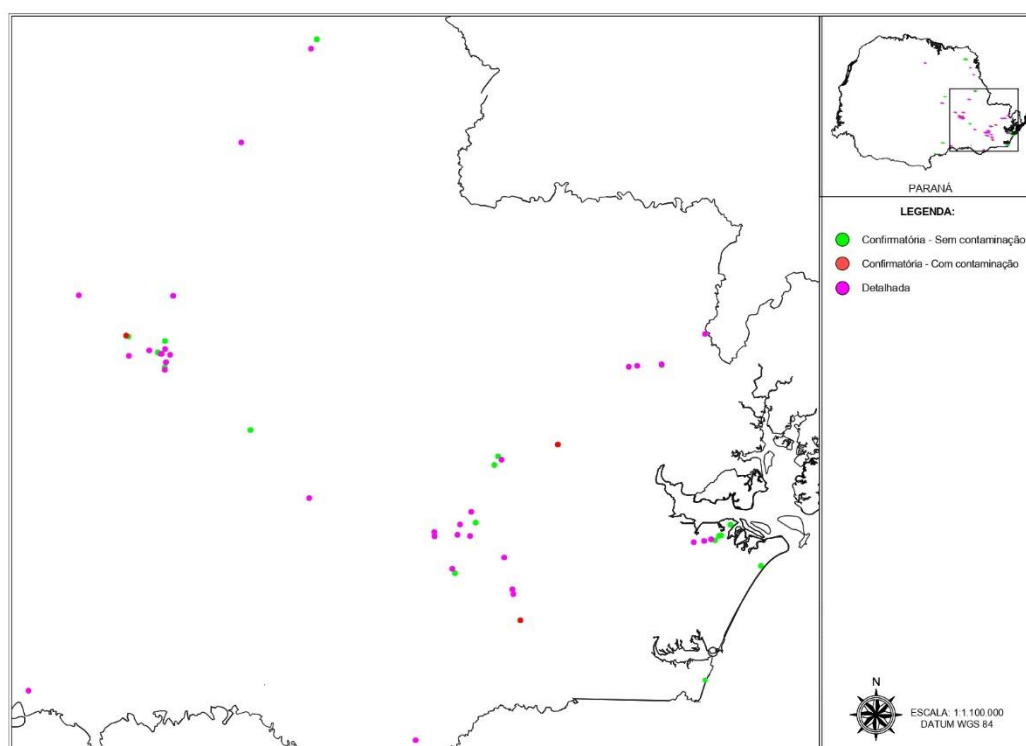 PARANÁ
LEGENDA:
Confirmatória - Sem contaminação
Confirmatória - Com contaminação
Detalhada
N
ESCALA: 1:1.100.000
DATUM WGS 84